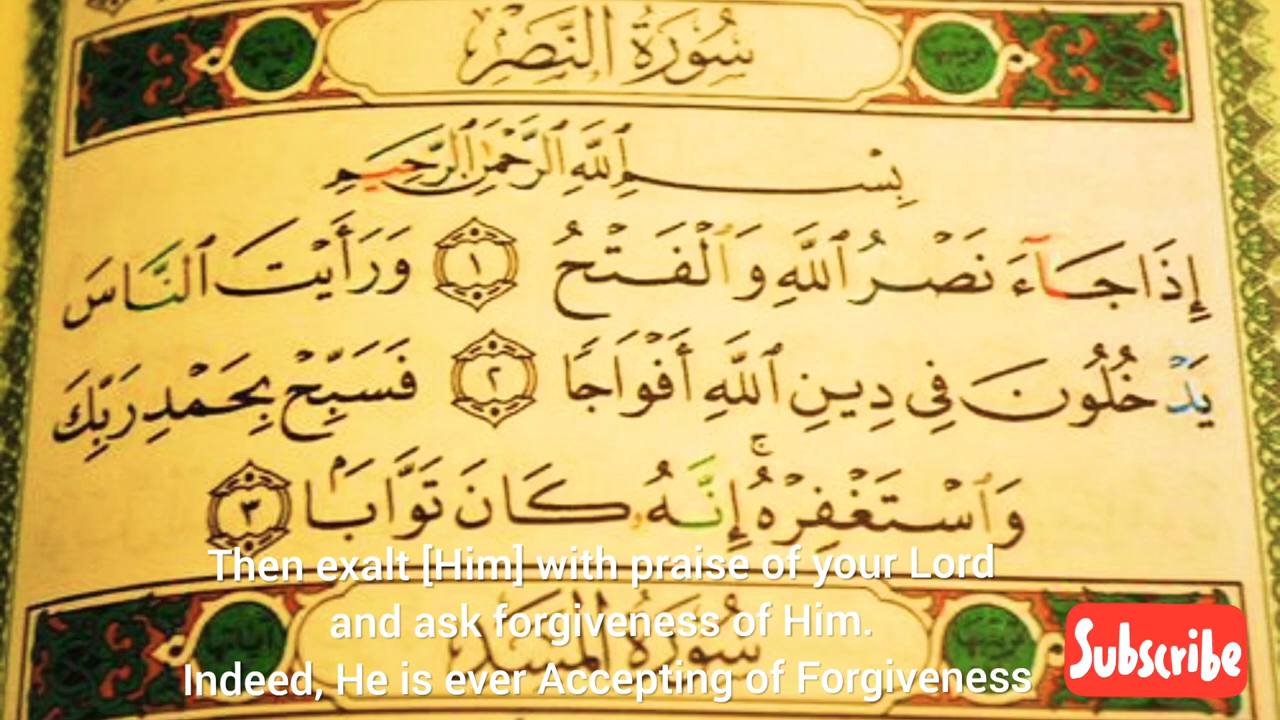 سُورَةُ النَّصْرِ
بِسْمِ ٱللَّهِ ٱلرَّحْمَٰنِ ٱلرَّحِيمِ
إِذَا جَآءَ نَصْرُ ٱللَّهِ وَٱلْفَتْحُ ١ وَرَأَيْتَ ٱلنَّاسَ
يَدْخُلُونَ فِى دِينِ ٱللَّهِ أَفْوَاجًا ٢ فَسَبِّحْ بِحَمْدِ رَبِّكَ
وَٱسْتَغْفِرْهُ ۚ إِنَّهُۥ كَانَ تَوَّابَۢا ٣
Then exalt [Him] with praise of your Lord
and ask forgiveness of Him.
سُورَةُ المَسَد
Indeed, He is ever Accepting of Forgiveness
Subscribe